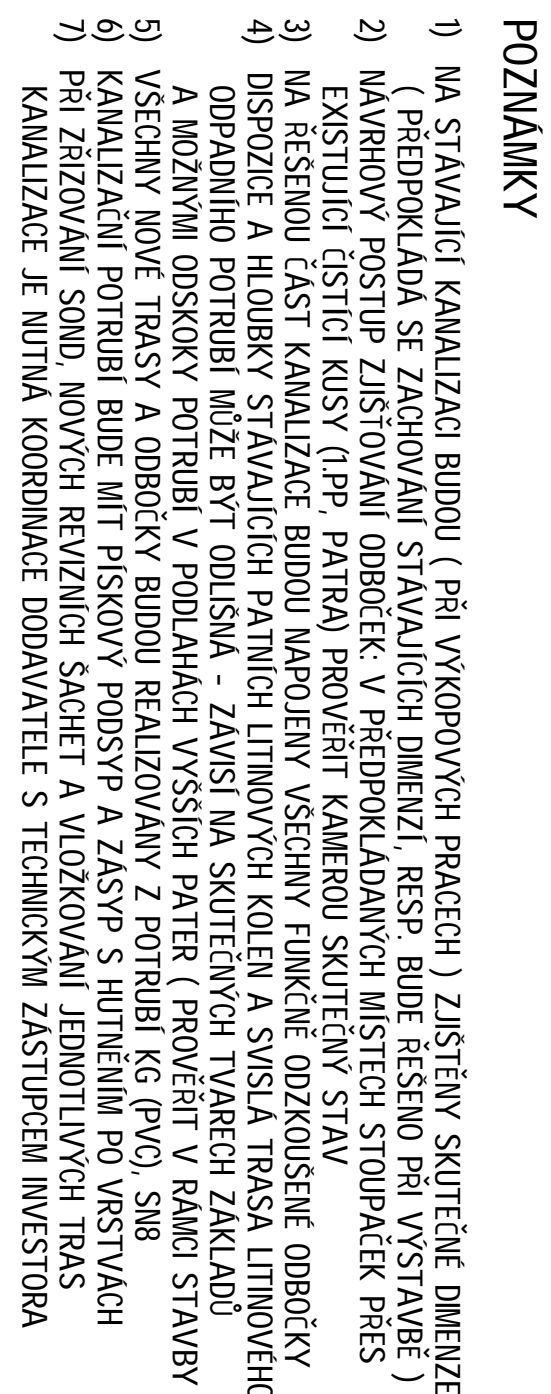 POZNÁMKY
1) NA STÁVAJÍCÍ KANALIZACI BUDOU ( PŘI VÝKOPOVÝCH PRACECH ) ZJIŠTĚNY SKUTEČNÉ DIMENZE
( PŘEDPOKLÁDÁ SE ZACHOVÁNÍ STÁVAJÍCÍCH DIMENZÍ, RESP. BUDE ŘEŠENO PŘI VÝSTAVBĚ )
2) NÁVRHOVÝ POSTUP ZJIŠŤOVÁNÍ ODBOČEK: V PŘEDPOKLÁDANÝCH MÍSTECH STOUPAČEK PŘES
EXISTUJÍCÍ ČISTÍCÍ KUSY (1.PP, PATRA) PROVĚŘIT KAMEROU SKUTEČNÝ STAV
3) NA ŘEŠENOU ČÁST KANALIZACE BUDOU NAPOJENY VŠECHNY FUNKČNĚ ODZKOUŠENÉ ODBOČKY
4) DISPOZICE A HLOUBKY STÁVAJÍCÍCH PATNÍCH LITINOVÝCH KOLEN A SVISLÁ TRASA LITINOVÉHO
ODPADNÍHO POTRUBÍ MŮŽE BÝT ODLIŠNÁ - ZÁVISÍ NA SKUTEČNÝCH TVARECH ZÁKLADŮ
A MOŽNÝMI ODSKOKY POTRUBÍ V PODLAHÁCH VYŠŠÍCH PATER ( PROVĚŘIT V RÁMCI STAVBY
5) VŠECHNY NOVÉ TRASY A ODBOČKY BUDOU REALIZOVÁNY Z POTRUBÍ KG (PVC), SN8
6) KANALIZAČNÍ POTRUBÍ BUDE MÍT PÍSKOVÝ PODSYP A ZÁSYP S HUTNĚNÍM PO VRSTVÁCH
7) PŘI ZŘIZOVÁNÍ SOND, NOVÝCH REVIZNÍCH ŠACHET A VLOŽKOVÁNÍ JEDNOTLIVÝCH TRAS
KANALIZACE JE NUTNÁ KOORDINACE DODAVATELE S TECHNICKÝM ZÁSTUPCEM INVESTORA